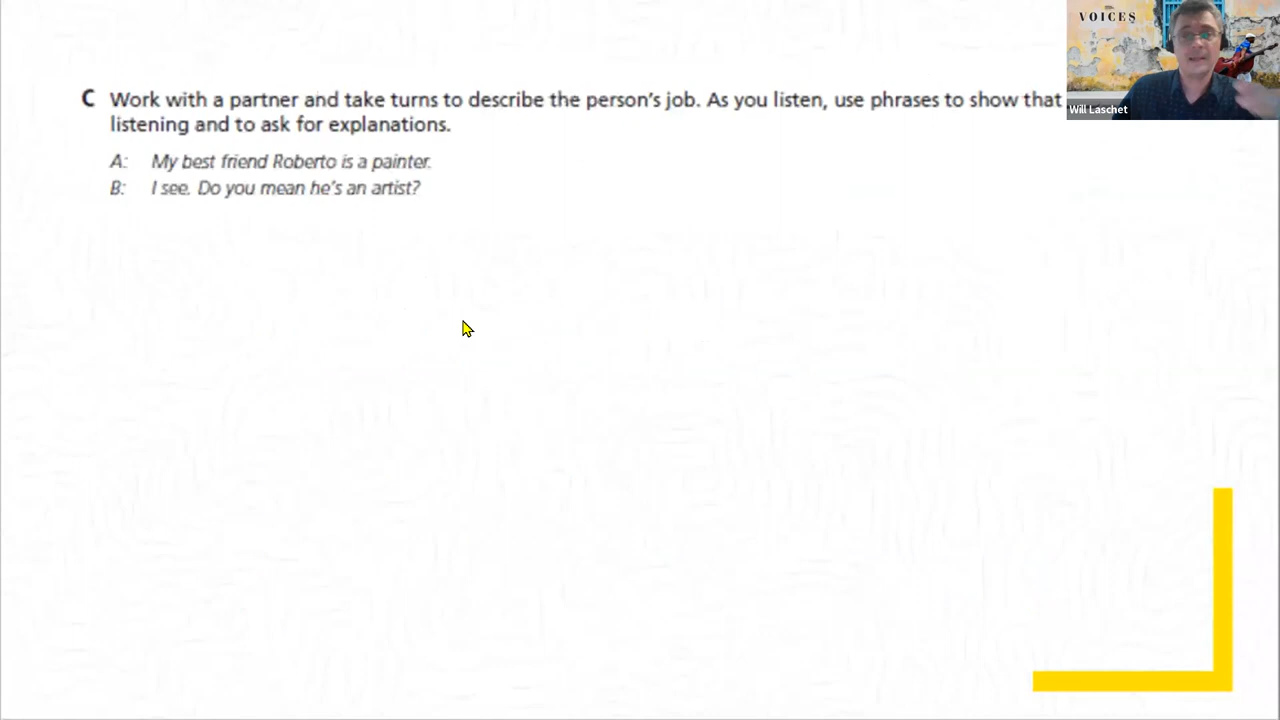 VOICES
C Work with a partner and take turns to describe the person's job. As you listen, use phrases to show that
listening and to ask for explanations.
A: My best friend Roberto is a painter.
B: I see. Do you mean he's an artist?
Will Laschet